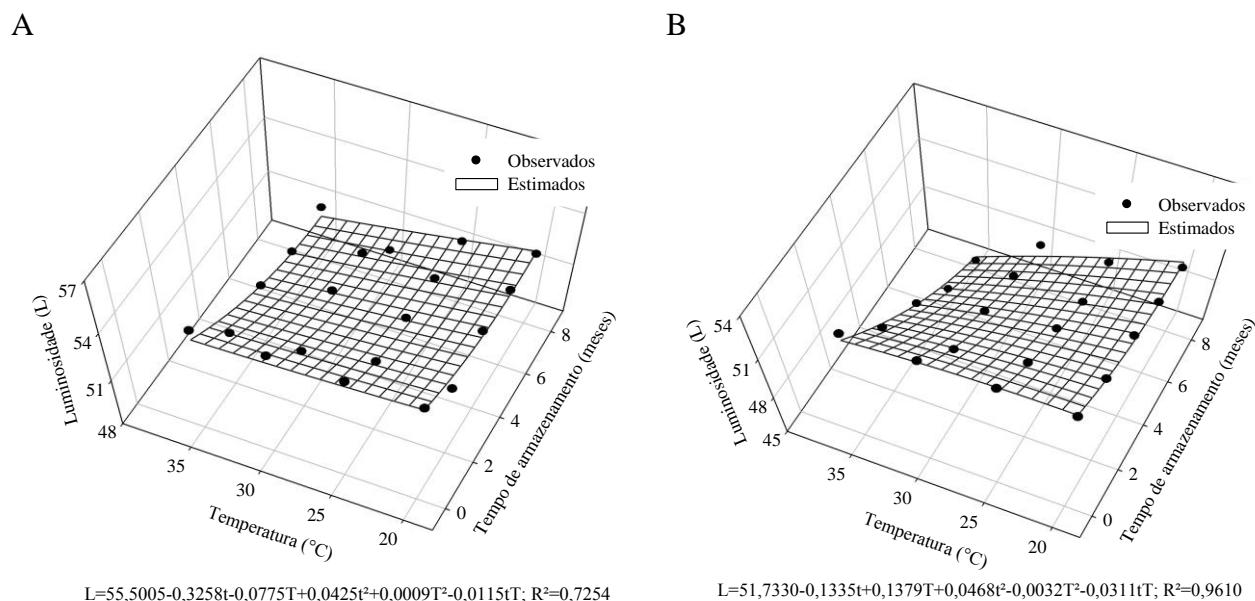 A
B
Observados
Estimados
Observados
Estimados
57
54
51
48
Luminosidade (L)
35
30
25
20
Temperatura (°C)
0
2
4
6
8
Tempo de armazenamento (meses)
54
51
48
45
Luminosidade (L)
35
30
25
20
Temperatura (°C)
0
2
4
6
8
Tempo de armazenamento (meses)
L=55,5005-0,3258t-0,0775T+0,0425t²+0,0009T²-0,0115tT; R²=0,7254
L=51,7330-0,1335t+0,1379T+0,0468t²-0,0032T²-0,0311tT; R²=0,9610